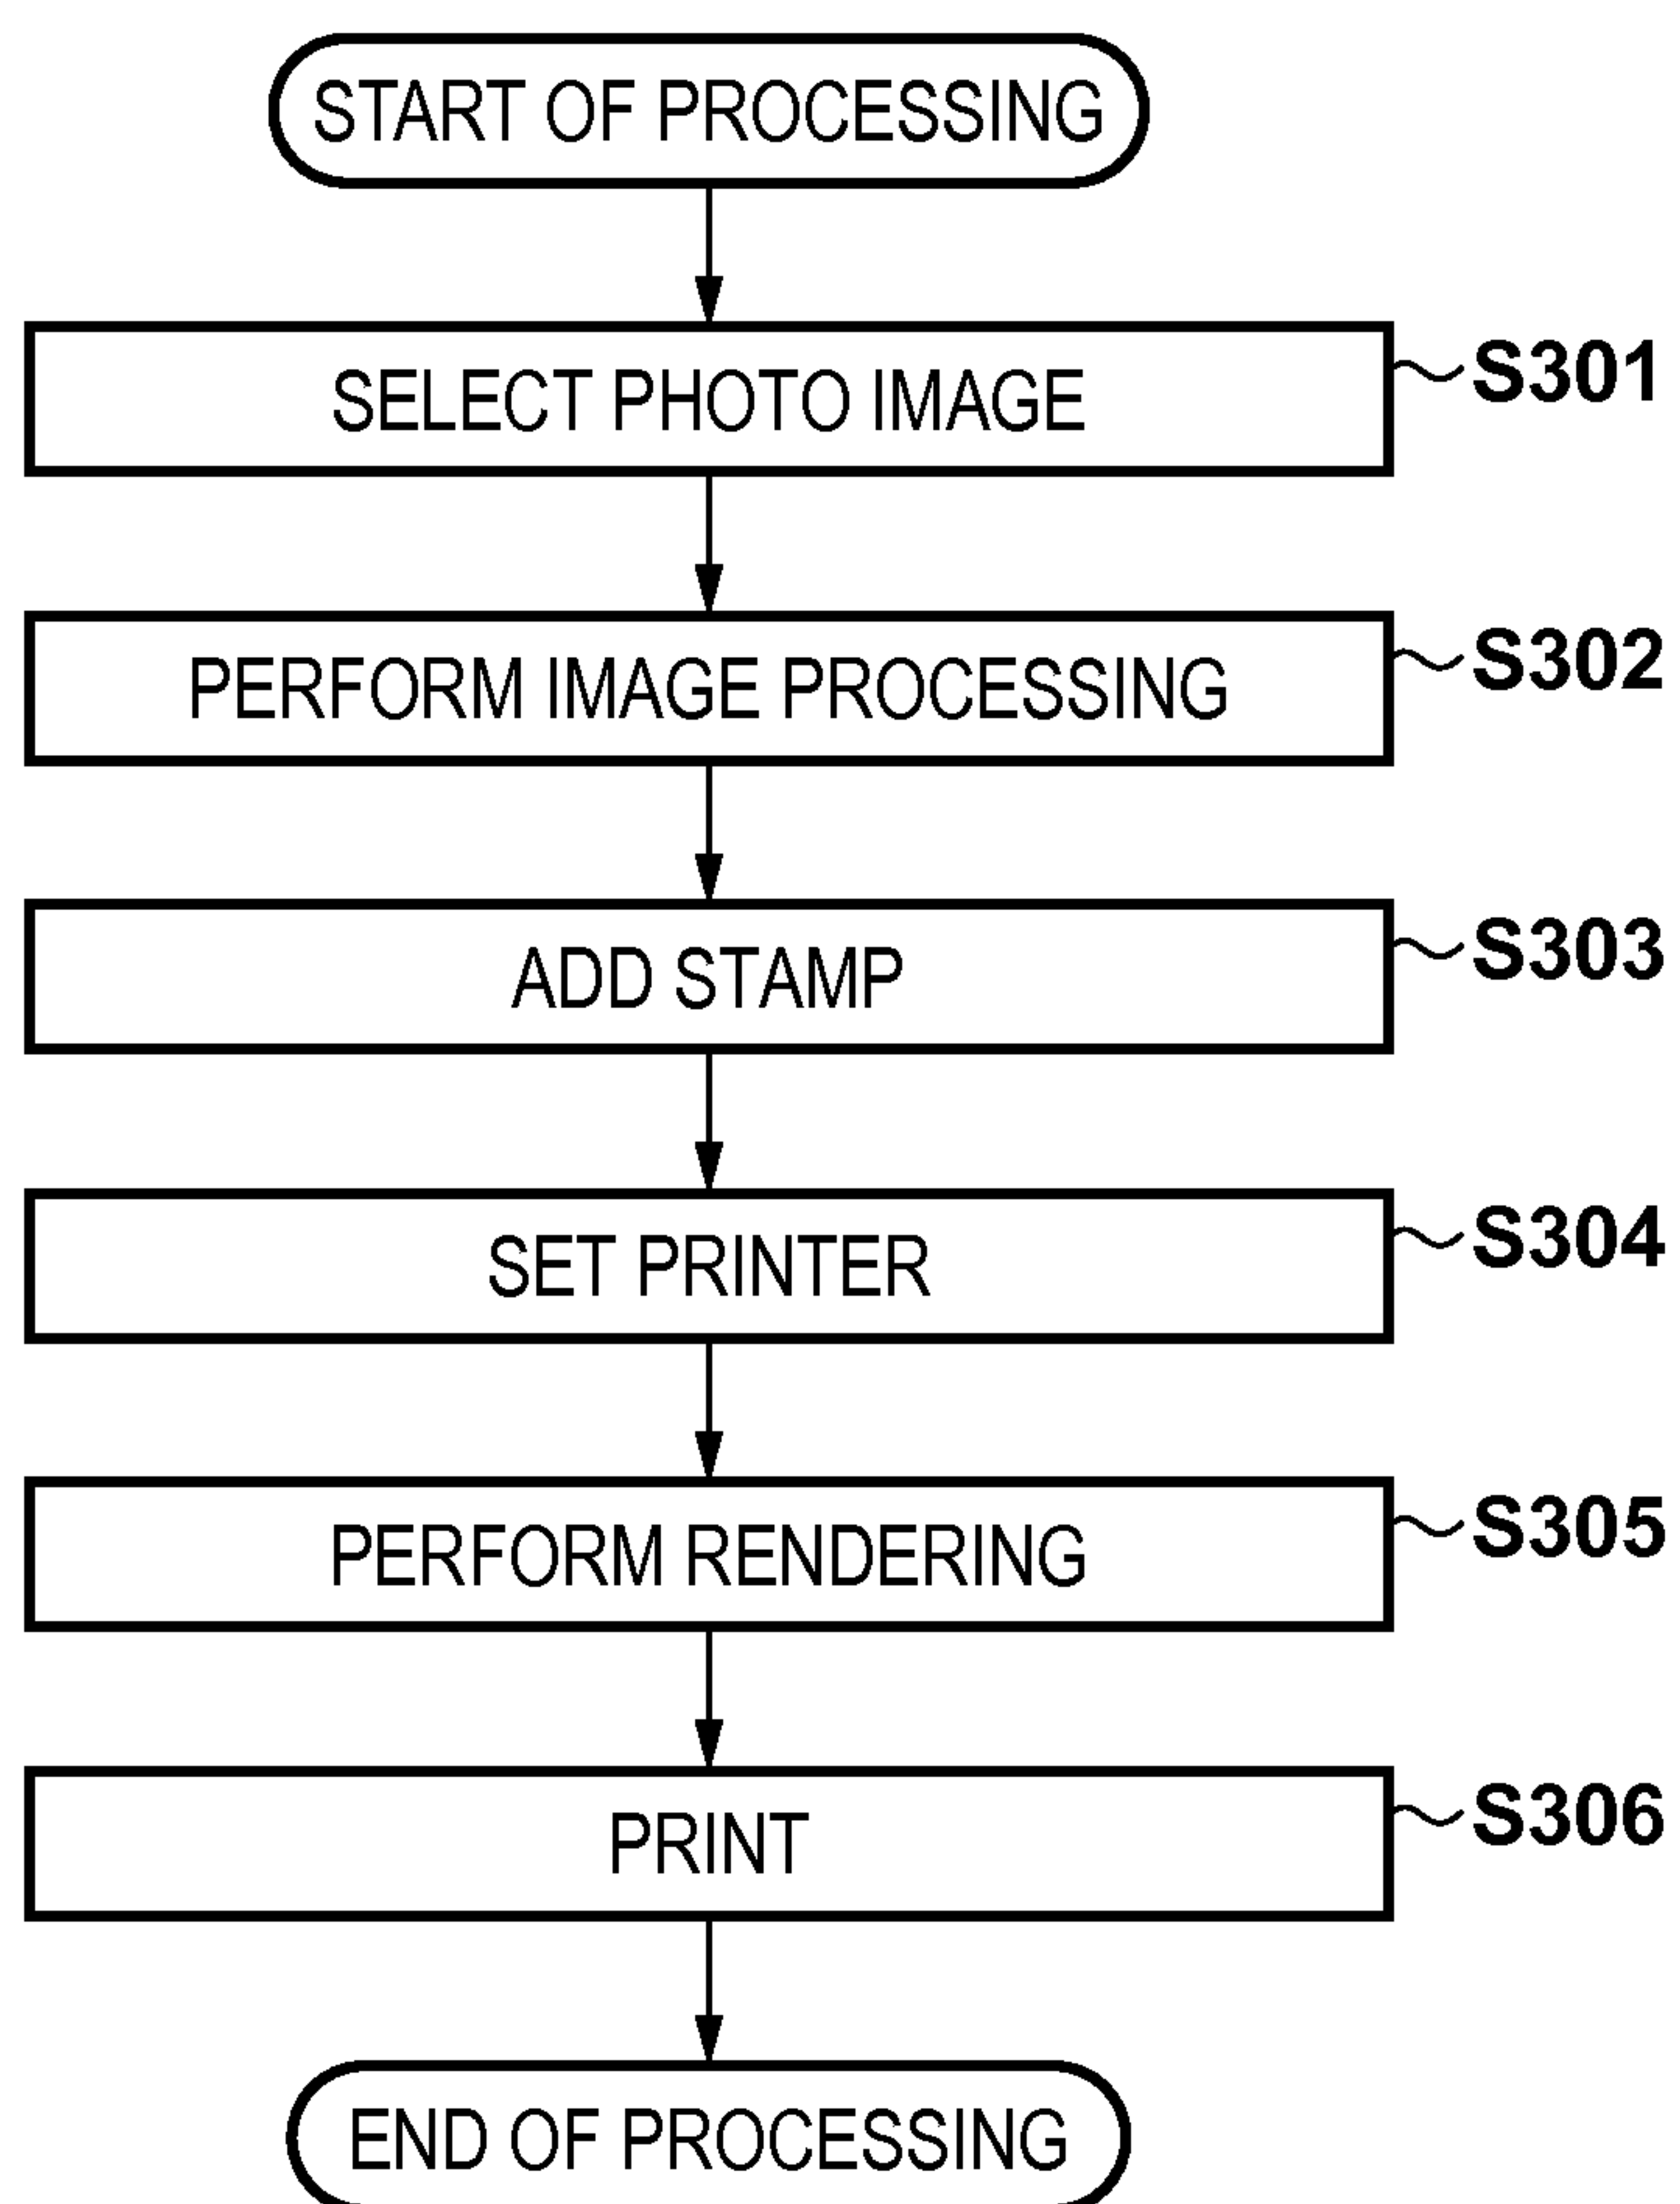 START OF PROCESSING
SELECT PHOTO IMAGE S301
PERFORM IMAGE PROCESSING S302
ADD STAMP S303
SET PRINTER S304
PERFORM RENDERING S305
PRINT S306
END OF PROCESSING